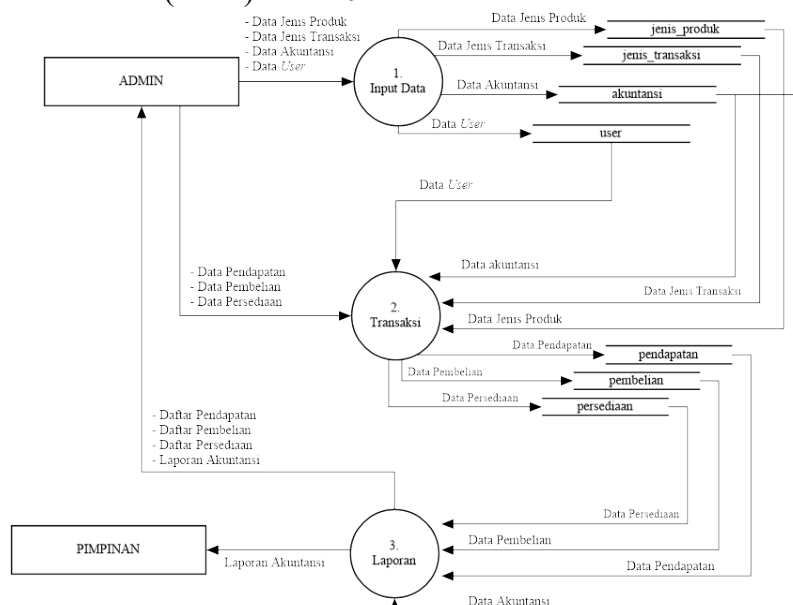 - Data Jenis Produk
- Data Jenis Transaksi
- Data Akuntansi
- Data User
ADMIN
1.
Input Data
Data Jenis Produk
jenis_produk
Data Jenis Transaksi
jenis_transaksi
Data Akuntansi
akuntansi
Data User
user
Data User
- Data Pendapatan
- Data Pembelian
- Data Persediaan
2.
Transaksi
Data akuntansi
Data Jenis Transaksi
Data Jenis Produk
Data Pendapatan
pendapatan
Data Pembelian
pembelian
Data Persediaan
persediaan
- Daftar Pendapatan
- Daftar Pembelian
- Daftar Persediaan
- Laporan Akuntansi
PIMPINAN
Laporan Akuntansi
3.
Laporan
Data Persediaan
Data Pembelian
Data Pendapatan
Data Akuntansi